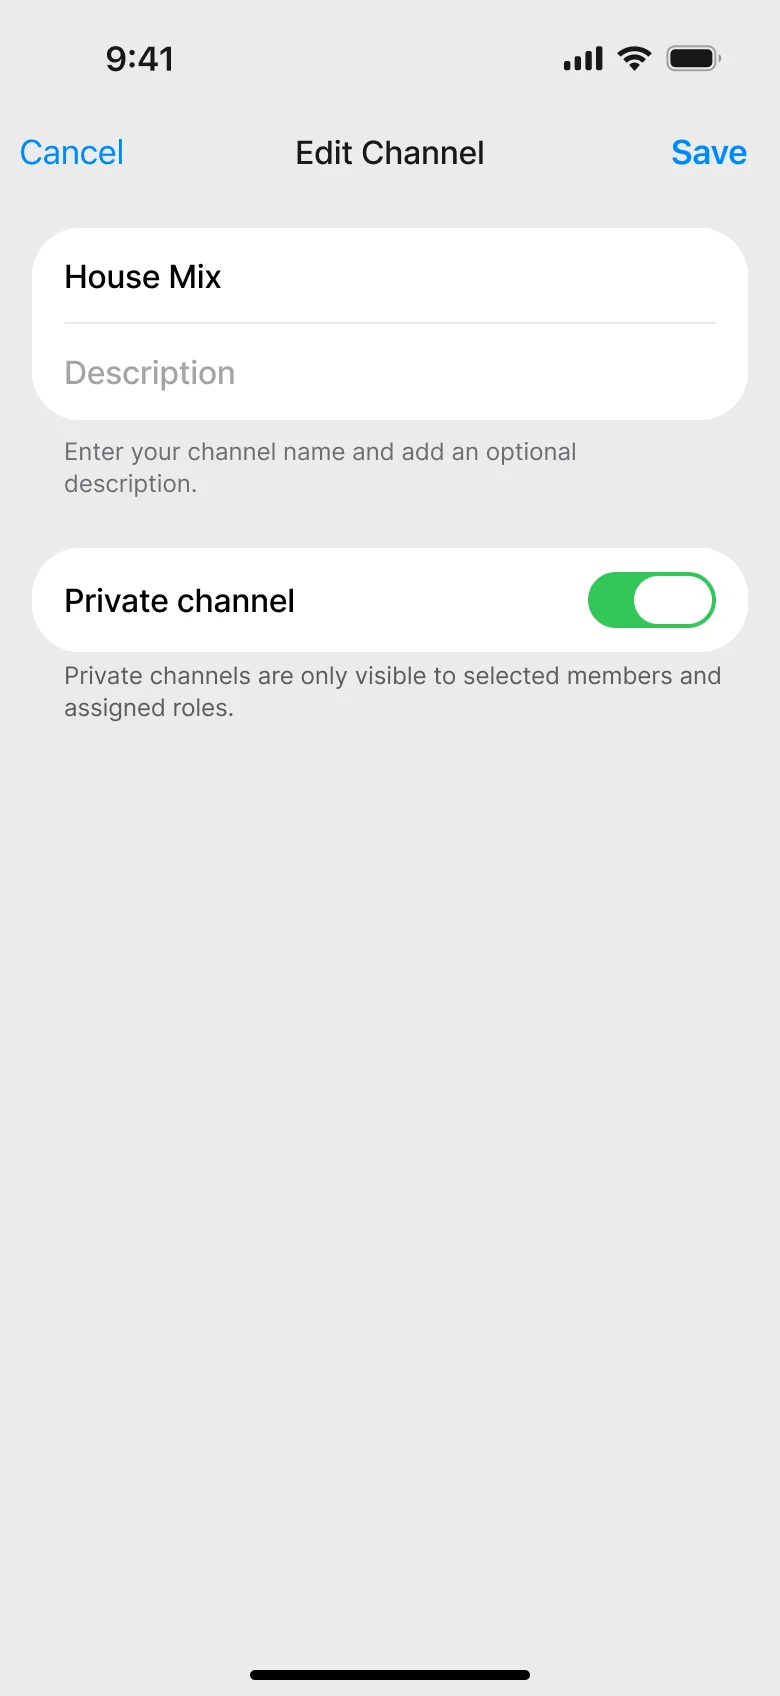 9:41
Cancel
Edit Channel
Save
House Mix
Description
Enter your channel name and add an optional
description.
Private channel
Private channels are only visible to selected members and
assigned roles.